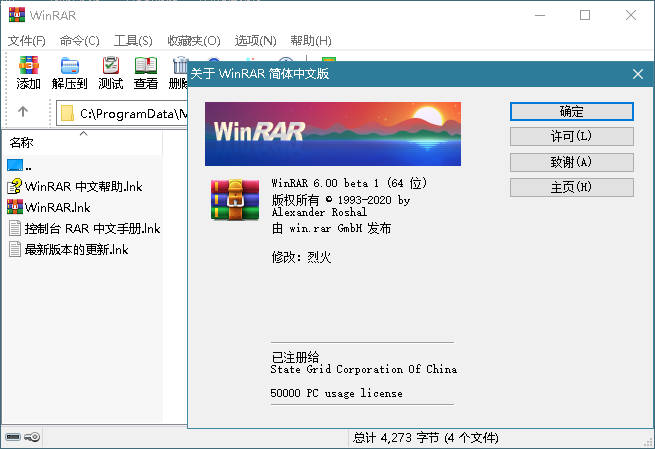 WinRAR
文件(F) 命令(C) 工具(S) 收藏夹(O) 选项(N) 帮助(H)
添加 解压到 测试 查看
C:\ProgramData\M
名称
..
WinRAR 中文帮助.lnk
WinRAR.lnk
控制台 RAR 中文手册.lnk
最新版本的更新.lnk
关于 WinRAR 简体中文版
WinRAR
WinRAR 6.00 beta 1 (64 位)
版权所有 © 1993-2020 by
Alexander Roshal
由 win.rar GmbH 发布
修改：烈火
已注册给
State Grid Corporation Of China
50000 PC usage license
确定
许可(L)
致谢(A)
主页(H)
总计 4,273 字节 (4 个文件)